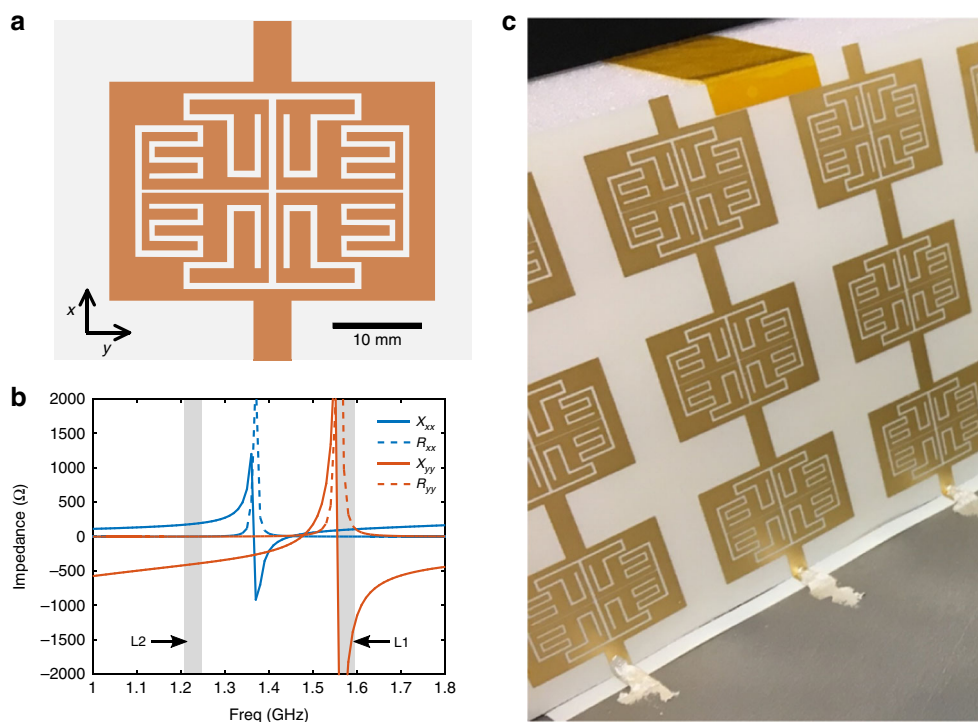 a
x
y
10 mm
b
2000
1500
1000
500
0
−500
−1000
−1500
−2000
Impedance (Ω)
Xxx
Rxx
Xyy
Ryy
L2
L1
1
1.1
1.2
1.3
1.4
1.5
1.6
1.7
1.8
Freq (GHz)
c